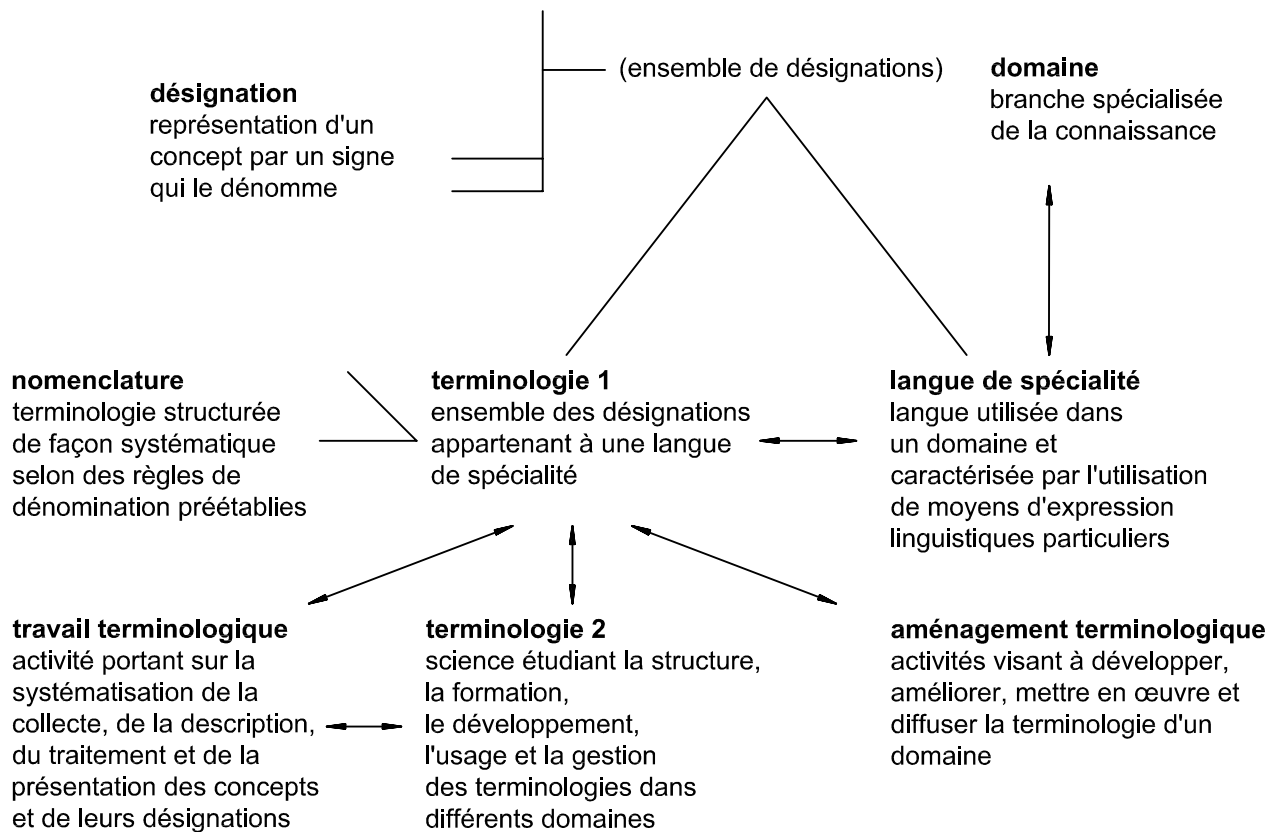 (ensemble de désignations)
domaine
branche spécialisée
de la connaissance
désignation
représentation d'un
concept par un signe
qui le dénomme
nomenclature
terminologie structurée
de façon systématique
selon des règles de
dénomination préétablies
terminologie 1
ensemble des désignations
appartenant à une langue
de spécialité
langue de spécialité
langue utilisée dans
un domaine et
caractérisée par l'utilisation
de moyens d'expression
linguistiques particuliers
travail terminologique
activité portant sur la
systématisation de la
collecte, de la description,
du traitement et de la
présentation des concepts
et de leurs désignations
terminologie 2
science étudiant la structure,
la formation,
le développement,
l'usage et la gestion
des terminologies dans
différents domaines
aménagement terminologique
activités visant à développer,
améliorer, mettre en œuvre et
diffuser la terminologie d'un
domaine